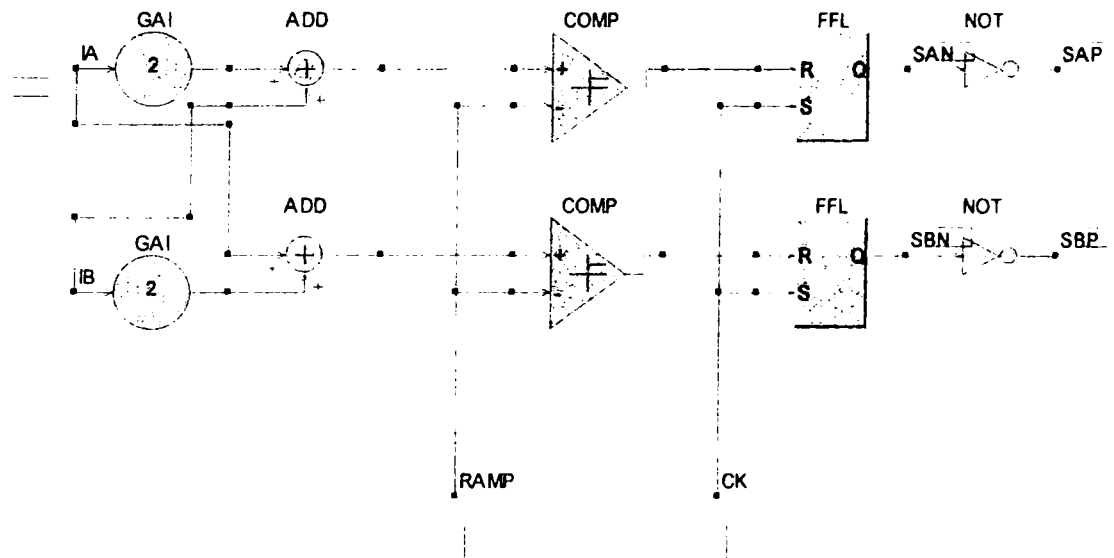 GAI ADD COMP FFL NOT
IA 2 + + + R Q SAN SAP
+ - S
ADD COMP FFL NOT
GAI + + R Q SBN SBP
IB 2 + + - S
RAMP CK